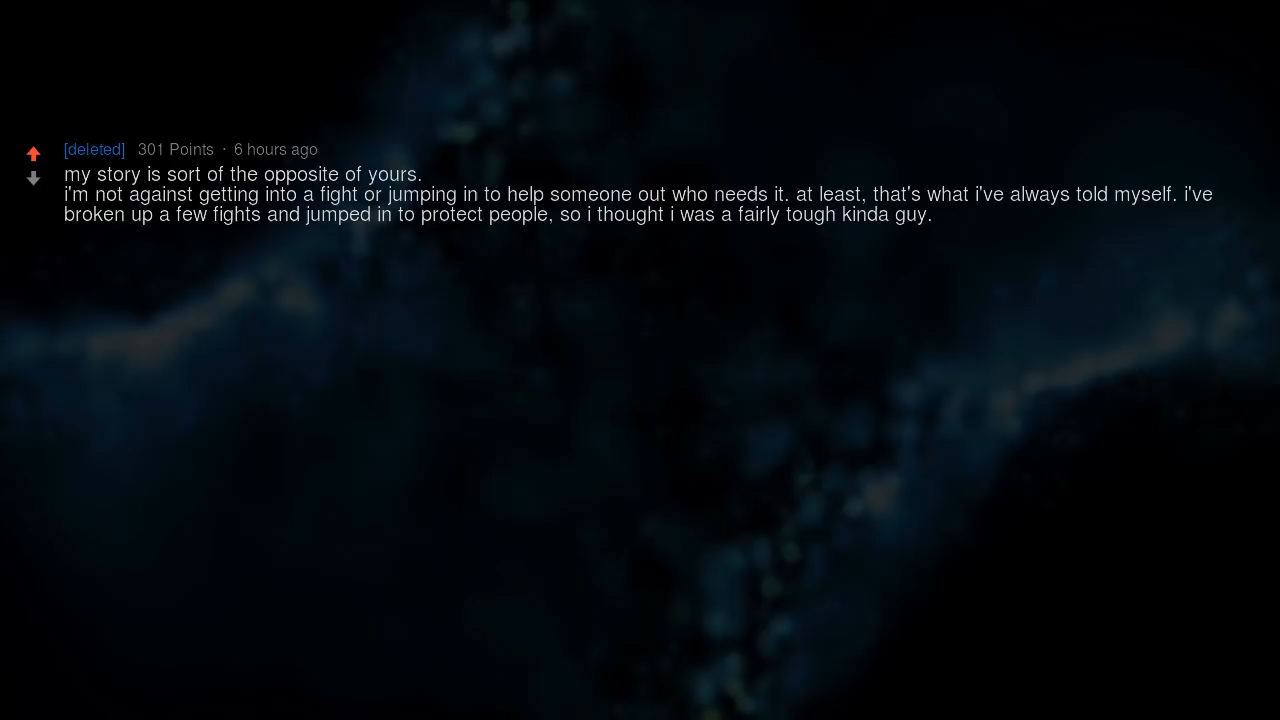 [deleted] 301 Points · 6 hours ago
my story is sort of the opposite of yours.
i'm not against getting into a fight or jumping in to help someone out who needs it. at least, that's what i've always told myself. i've
broken up a few fights and jumped in to protect people, so i thought i was a fairly tough kinda guy.